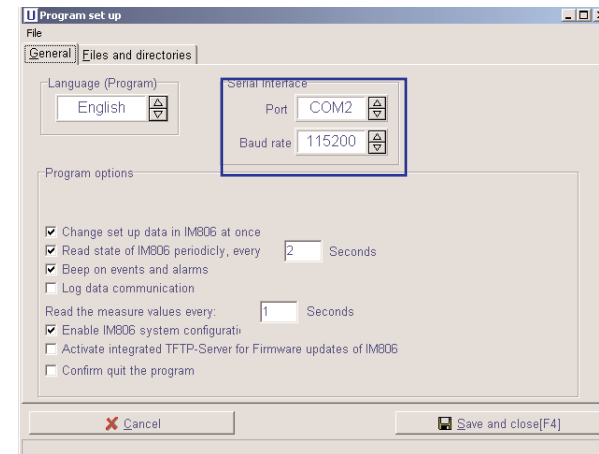 Program set up
File
General Files and directories
Language (Program)
English
Serial Interface
Port COM2
Baud rate 115200
Program options
Change set up data in IM806 at once
Read state of IM806 periodicly, every 2 Seconds
Beep on events and alarms
Log data communication
Read the measure values every: 1 Seconds
Enable IM806 system configurati
Activate integrated TFTP-Server for Firmware updates of IM806
Confirm quit the program
Cancel Save and close[F4]